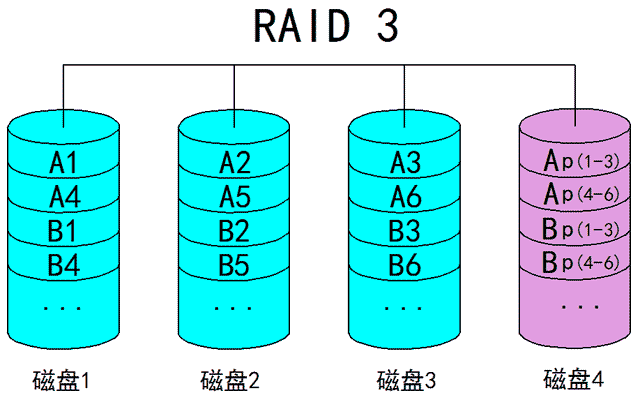 RAID 3
A1 A2 A3 Ap(1-3)
A4 A5 A6 Ap(4-6)
B1 B2 B3 Bp(1-3)
B4 B5 B6 Bp(4-6)
... ... ... ...
磁盘1 磁盘2 磁盘3 磁盘4